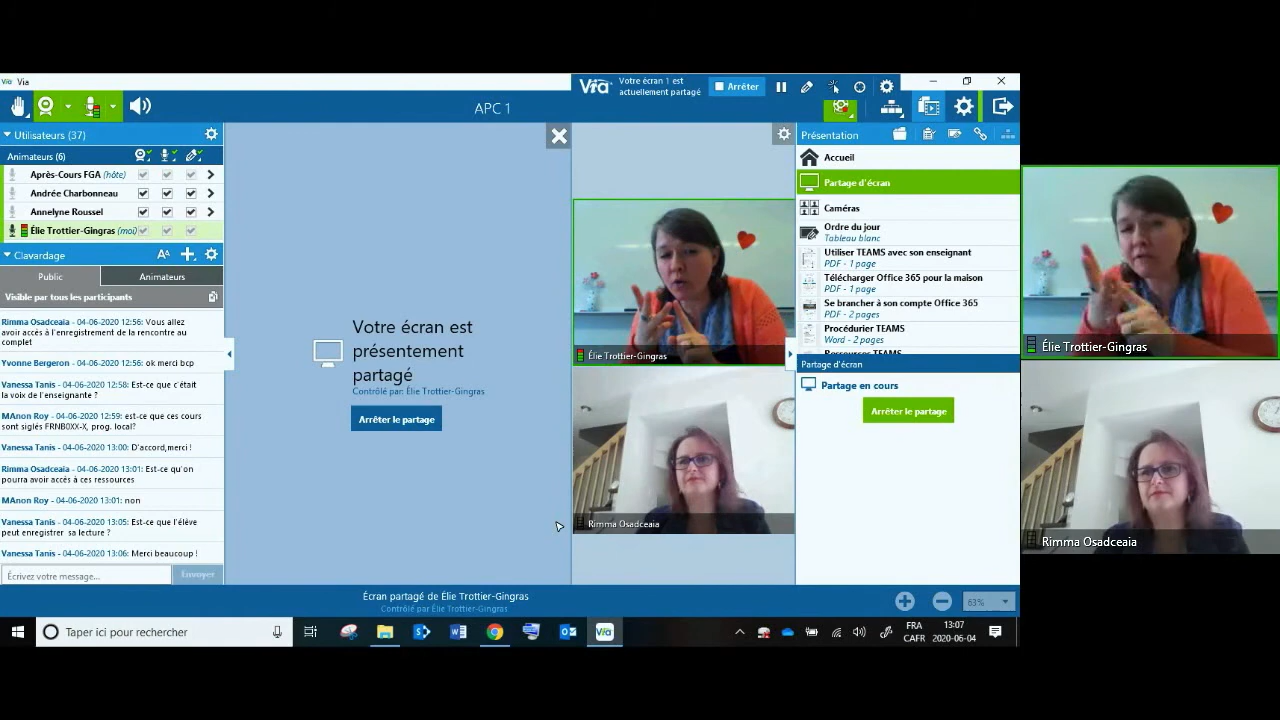 Via Via
Via
Votre écran 1 est
actuellement partagé
Arrêter
APC 1
Utilisateurs (37)
Animateurs (6)
Après-Cours FGA (hôte)
Andrée Charbonneau
Annelyne Roussel
Élie Trottier-Gingras (moi)
Clavardage
AA
Public
Animateurs
Visible par tous les participants
Rimma Osadceaia - 04-06-2020 12:56: Vous allez
avoir accès à l'enregistrement de la rencontre au
complet
Yvonne Bergeron - 04-06-2020 12:56: ok merci bcp
Vanessa Tanis - 04-06-2020 12:58: Est-ce que c'était
la voix de l'enseignante ?
MAnon Roy - 04-06-2020 12:59: est-ce que ces cours
sont siglés FRNB0XX-X, prog. local?
Vanessa Tanis - 04-06-2020 13:00: D'accord,merci !
Rimma Osadceaia - 04-06-2020 13:01: Est-ce qu'on
pourra avoir accès à ces ressources
MAnon Roy - 04-06-2020 13:01: non
Vanessa Tanis - 04-06-2020 13:05: Est-ce que l'élève
peut enregistrer sa lecture ?
Vanessa Tanis - 04-06-2020 13:06: Merci beaucoup !
Écrivez votre message...
Envoyer
Votre écran est
présentement
partagé
Contrôlé par: Élie Trottier-Gingras
Arrêter le partage
Élie Trottier-Gingras
Rimma Osadceaia
Présentation
Accueil
Partage d'écran
Caméras
Ordre du jour
Tableau blanc
Utiliser TEAMS avec son enseignant
PDF - 1 page
Télécharger Office 365 pour la maison
PDF - 1 page
Se brancher à son compte Office 365
PDF - 2 pages
Procédurier TEAMS
Word - 2 pages
Ressources TEAMS
Partage d'écran
Partage en cours
Arrêter le partage
Élie Trottier-Gingras
Rimma Osadceaia
Écran partagé de Élie Trottier-Gingras
Contrôlé par Élie Trottier-Gingras
63%
Taper ici pour rechercher
Via
FRA
CAFR
13:07
2020-06-04